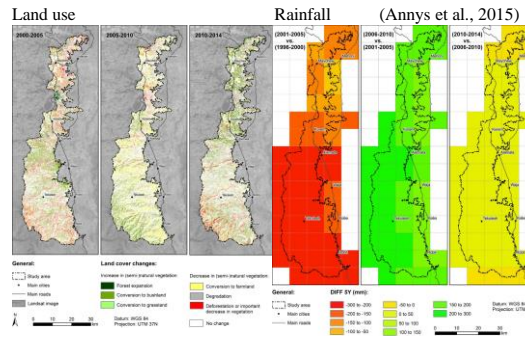 Land use
Rainfall
(Annys et al., 2015)
2000-2005
2005-2010
2010-2014
(2001-2005)
vs.
(1996-2000)
(2006-2010)
vs.
(2001-2005)
(2010-2014)
vs.
(2006-2010)
General:
Study area
Main cities
Main roads
Landsat image
Land cover changes:
Increase in (semi-)natural vegetation
Forest expansion
Conversion to bushland
Conversion to grassland
Decrease in (semi-)natural vegetation
Conversion to farmland
Degradation
Deforestation or important
decrease in vegetation
No change
Datum: WGS 84
Projection: UTM 37N
N
General:
Study area
Main cities
Main roads
DIFF 5Y (mm):
-300 to -200
-200 to -150
-150 to -100
-100 to -50
-50 to 0
0 to 50
50 to 100
100 to 150
150 to 200
200 to 300
Datum: WGS 84
Projection: UTM